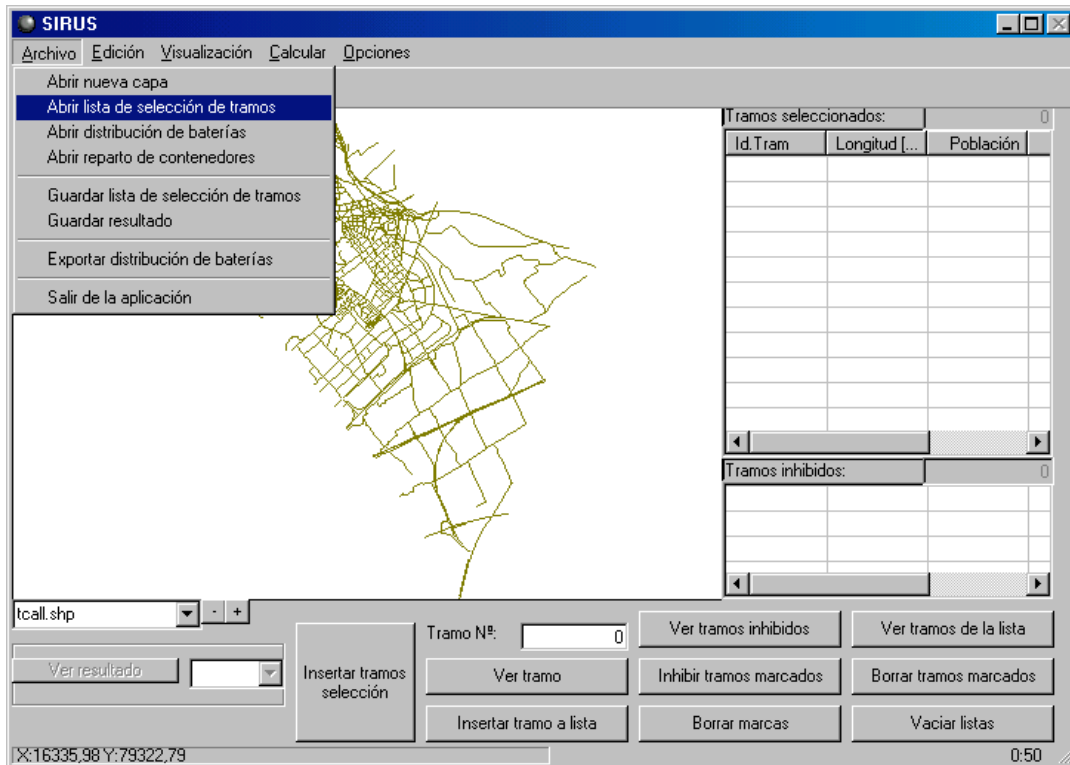 SIRUS
Archivo Edición Visualización Calcular Opciones
Abrir nueva capa
Abrir lista de selección de tramos
Abrir distribución de baterías
Abrir reparto de contenedores
Guardar lista de selección de tramos
Guardar resultado
Exportar distribución de baterías
Salir de la aplicación
Tramos seleccionados: 0
Id.Tram Longitud [... Población
Tramos inhibidos: 0
tcall.shp - +
Ver resultado
Insertar tramos selección
Tramo Nº: 0
Ver tramo
Insertar tramo a lista
Ver tramos inhibidos
Inhibir tramos marcados
Borrar marcas
Ver tramos de la lista
Borrar tramos marcados
Vaciar listas
X:16335,98 Y:79322,79 0:50